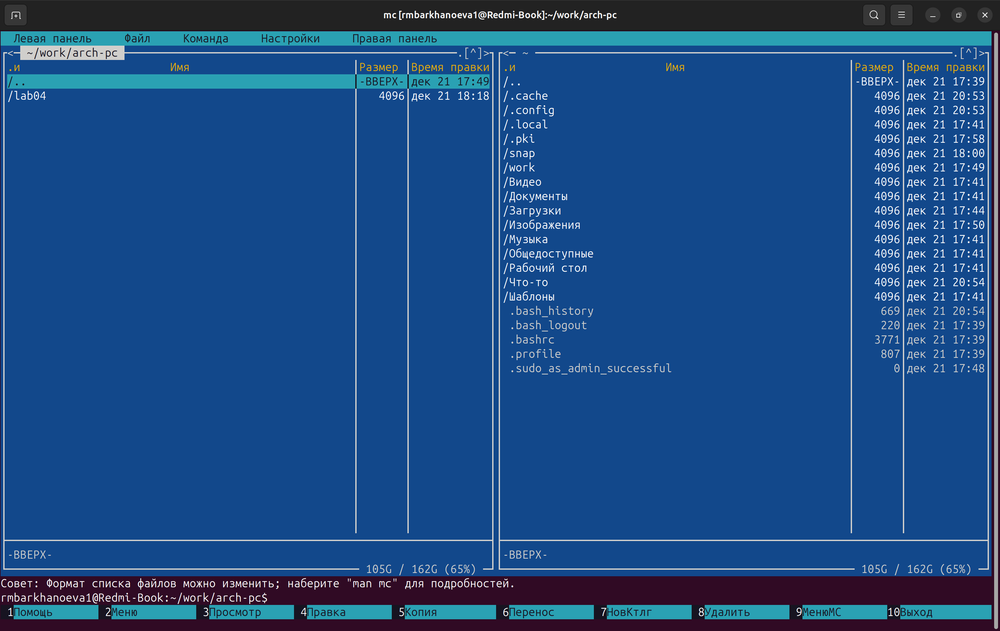 mc [rmbarkhanoeva1@Redmi-Book]:~/work/arch-pc
Левая панель Файл Команда Настройки Правая панель
<─ ~/work/arch-pc .[^]>
.и Имя Размер Время правки
/.. -ВВЕРХ- дек 21 17:49
/lab04 4096 дек 21 18:18
-ВВЕРХ-
105G / 162G (65%)
<─ ~ .[^]>
.и Имя Размер Время правки
/.. -ВВЕРХ- дек 21 17:39
/.cache 4096 дек 21 20:53
/.config 4096 дек 21 20:53
/.local 4096 дек 21 17:41
/.pki 4096 дек 21 17:58
/snap 4096 дек 21 18:00
/work 4096 дек 21 17:49
/Видео 4096 дек 21 17:41
/Документы 4096 дек 21 17:41
/Загрузки 4096 дек 21 17:44
/Изображения 4096 дек 21 17:50
/Музыка 4096 дек 21 17:41
/Общедоступные 4096 дек 21 17:41
/Рабочий стол 4096 дек 21 17:41
/Что-то 4096 дек 21 20:54
/Шаблоны 4096 дек 21 17:41
.bash_history 669 дек 21 20:54
.bash_logout 220 дек 21 17:39
.bashrc 3771 дек 21 17:39
.profile 807 дек 21 17:39
.sudo_as_admin_successful 0 дек 21 17:48
-ВВЕРХ-
105G / 162G (65%)
Совет: Формат списка файлов можно изменить; наберите "man mc" для подробностей.
rmbarkhanoeva1@Redmi-Book:~/work/arch-pc$
1Помощь 2Меню 3Просмотр 4Правка 5Копия 6Перенос 7НовКтлг 8Удалить 9МенюМС 10Выход